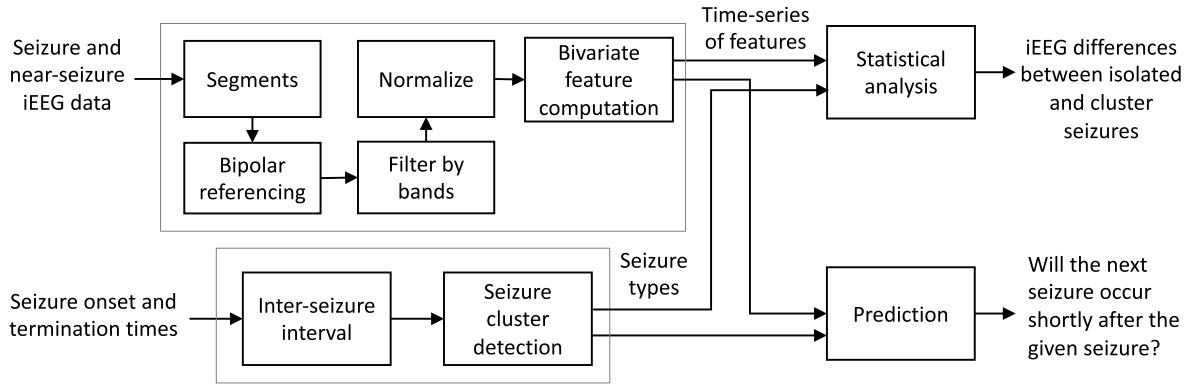 Seizure and
near-seizure
iEEG data
Segments
Bipolar
referencing
Filter by
bands
Normalize
Bivariate
feature
computation
Time-series
of features
Statistical
analysis
iEEG differences
between isolated
and cluster
seizures
Seizure onset and
termination times
Inter-seizure
interval
Seizure
cluster
detection
Seizure
types
Prediction
Will the next
seizure occur
shortly after the
given seizure?